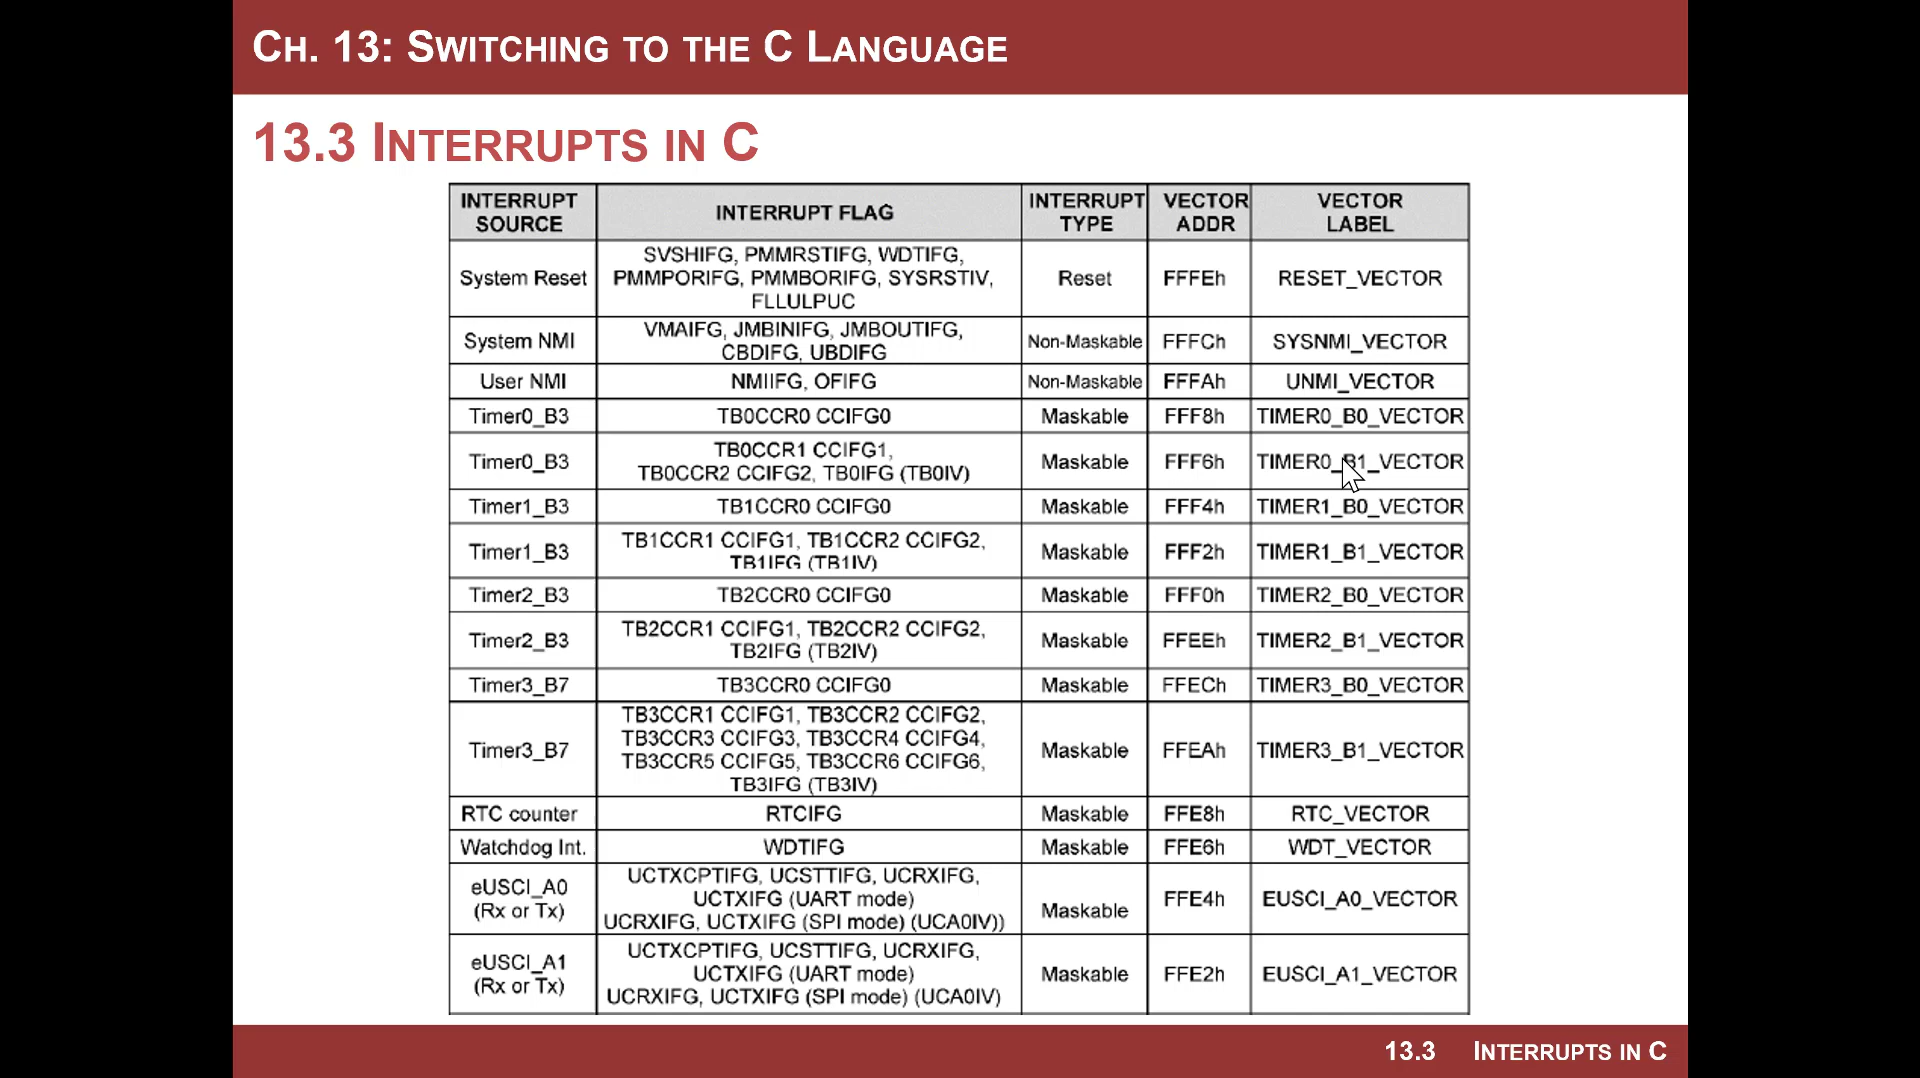 CH. 13: SWITCHING TO THE C LANGUAGE
13.3 INTERRUPTS IN C
INTERRUPT SOURCE INTERRUPT FLAG INTERRUPT TYPE VECTOR ADDR VECTOR LABEL
System Reset
SVSHIFG, PMMRSTIFG, WDTIFG,
PMMPORIFG, PMMBORIFG, SYSRSTIV,
FLLULPUC
Reset FFFEh RESET_VECTOR
System NMI
VMAIFG, JMBINIFG, JMBOUTIFG,
CBDIFG, UBDIFG
Non-Maskable FFFCh SYSNMI_VECTOR
User NMI NMIIFG, OFIFG Non-Maskable FFFAh UNMI_VECTOR
Timer0_B3 TB0CCR0 CCIFG0 Maskable FFF8h TIMER0_B0_VECTOR
Timer0_B3
TB0CCR1 CCIFG1,
TB0CCR2 CCIFG2, TB0IFG (TB0IV)
Maskable FFF6h TIMER0_B1_VECTOR
Timer1_B3 TB1CCR0 CCIFG0 Maskable FFF4h TIMER1_B0_VECTOR
Timer1_B3
TB1CCR1 CCIFG1, TB1CCR2 CCIFG2,
TB1IFG (TB1IV)
Maskable FFF2h TIMER1_B1_VECTOR
Timer2_B3 TB2CCR0 CCIFG0 Maskable FFF0h TIMER2_B0_VECTOR
Timer2_B3
TB2CCR1 CCIFG1, TB2CCR2 CCIFG2,
TB2IFG (TB2IV)
Maskable FFEEh TIMER2_B1_VECTOR
Timer3_B7 TB3CCR0 CCIFG0 Maskable FFECh TIMER3_B0_VECTOR
Timer3_B7
TB3CCR1 CCIFG1, TB3CCR2 CCIFG2,
TB3CCR3 CCIFG3, TB3CCR4 CCIFG4,
TB3CCR5 CCIFG5, TB3CCR6 CCIFG6,
TB3IFG (TB3IV)
Maskable FFEAh TIMER3_B1_VECTOR
RTC counter RTCIFG Maskable FFE8h RTC_VECTOR
Watchdog Int. WDTIFG Maskable FFE6h WDT_VECTOR
eUSCI_A0
(Rx or Tx)
UCTXCPTIFG, UCSTTIFG, UCRXIFG,
UCTXIFG (UART mode)
UCRXIFG, UCTXIFG (SPI mode) (UCA0IV))
Maskable FFE4h EUSCI_A0_VECTOR
eUSCI_A1
(Rx or Tx)
UCTXCPTIFG, UCSTTIFG, UCRXIFG,
UCTXIFG (UART mode)
UCRXIFG, UCTXIFG (SPI mode) (UCA0IV)
Maskable FFE2h EUSCI_A1_VECTOR
13.3 INTERRUPTS IN C